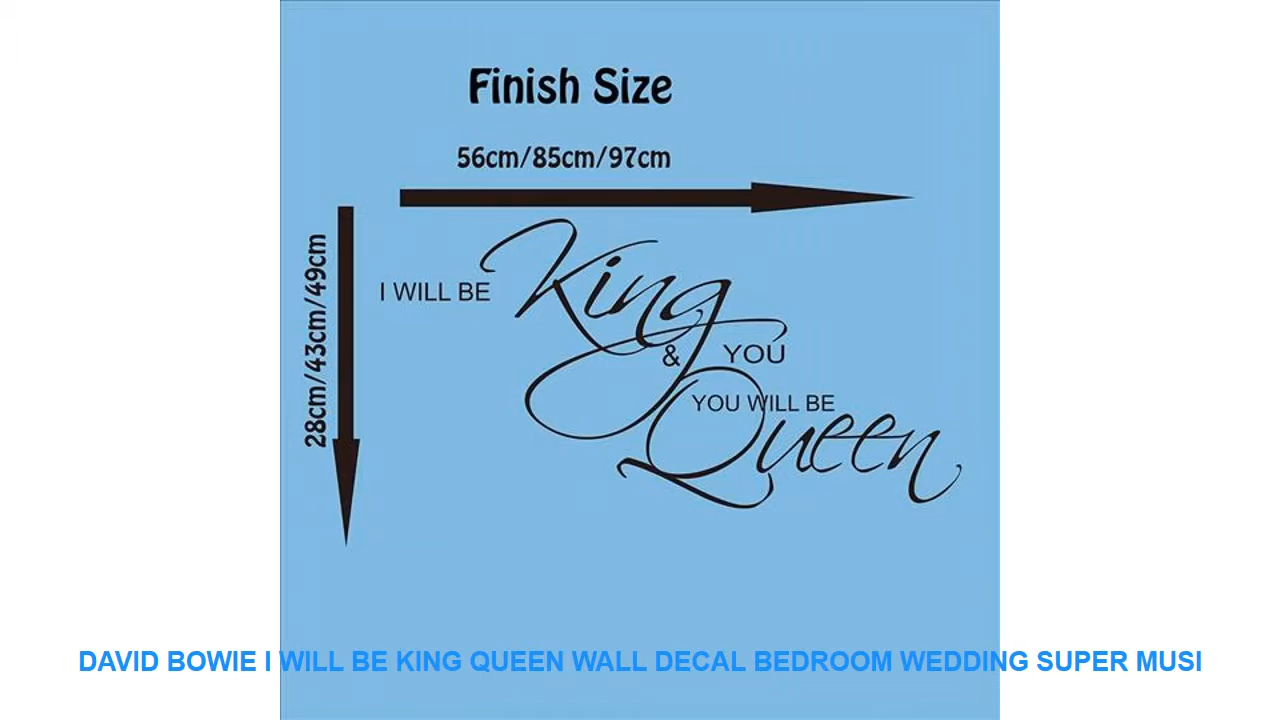 Finish Size
56cm/85cm/97cm
28cm/43cm/49cm
I WILL BE King
& YOU
YOU WILL BE
Queen
DAVID BOWIE I WILL BE KING QUEEN WALL DECAL BEDROOM WEDDING SUPER MUSI